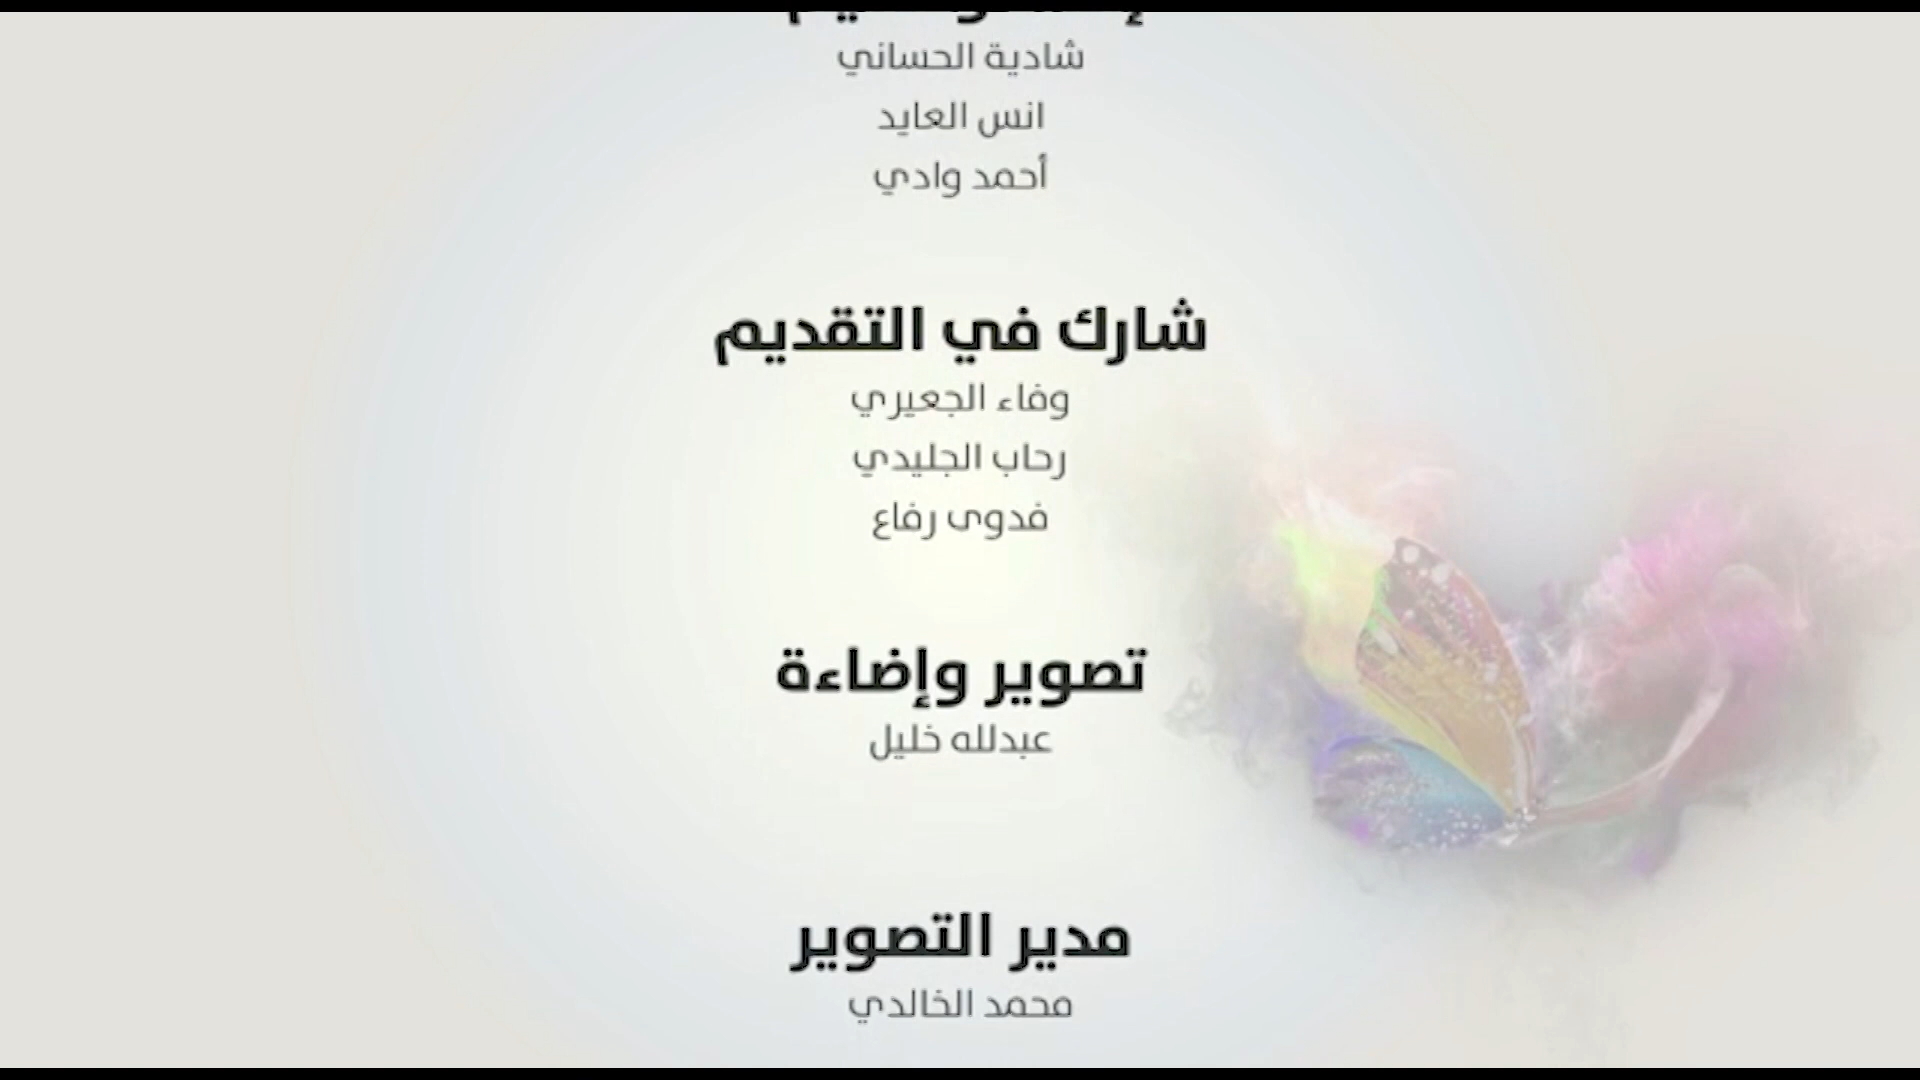 شادية الحساني
انس العايد
أحمد وادي
شارك في التقديم
وفاء الجعيري
رحاب الجليدي
فدوى رفاع
تصوير وإضاءة
عبدلله خليل
مدير التصوير
محمد الخالدي